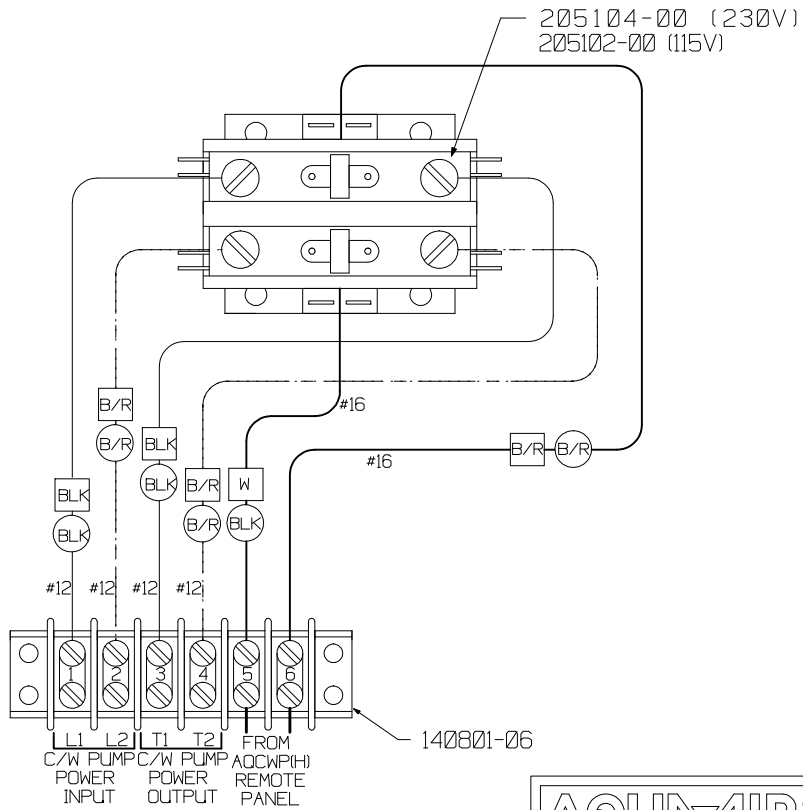 205104-00 (230V)
205102-00 (115V)
#16
#16
B/R
B/R
B/R
B/R
BLK
BLK
B/R
B/R
W
BLK
BLK
BLK
#12
#12
#12
#12
1
2
3
4
5
6
L1
L2
T1
T2
C/W PUMP
POWER
INPUT
C/W PUMP
POWER
OUTPUT
FROM
AQCWP(H)
REMOTE
PANEL
140801-06